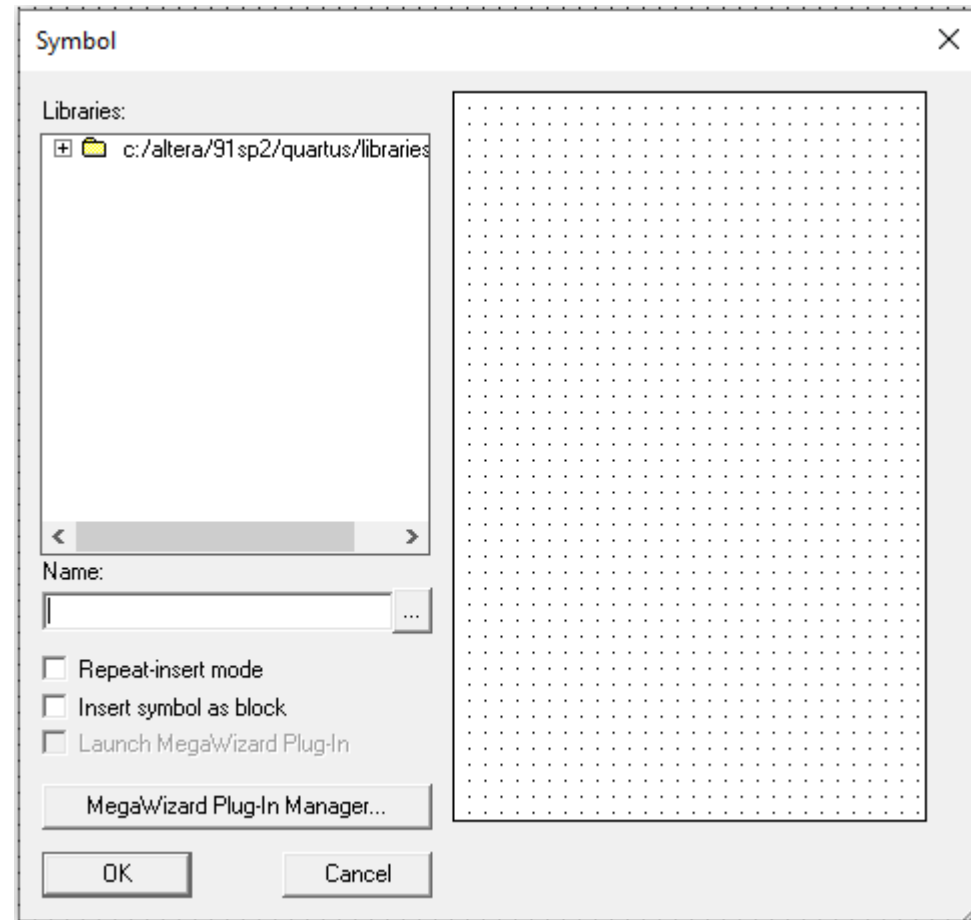 Symbol
Libraries:
c:/altera/91sp2/quartus/libraries
Name:
...
Repeat-insert mode
Insert symbol as block
Launch MegaWizard Plug-In
MegaWizard Plug-In Manager...
OK
Cancel